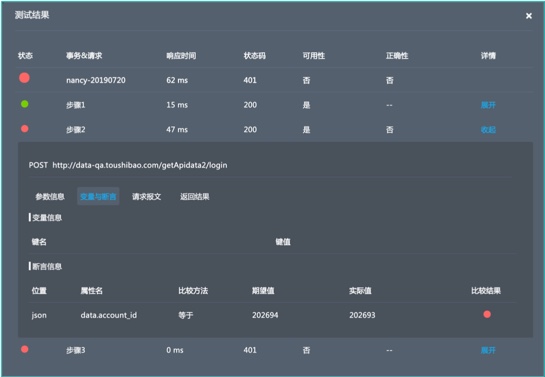 测试结果
状态 事务&请求 响应时间 状态码 可用性 正确性 详情
nancy-20190720 62 ms 401 否 否
步骤1 15 ms 200 是 -- 展开
步骤2 47 ms 200 是 否 收起
POST http://data-qa.toushibao.com/getApidata2/login
参数信息 变量与断言 请求报文 返回结果
变量信息
键名 键值
断言信息
位置 属性名 比较方法 期望值 实际值 比较结果
json data.account_id 等于 202694 202693
步骤3 0 ms 401 否 -- 展开